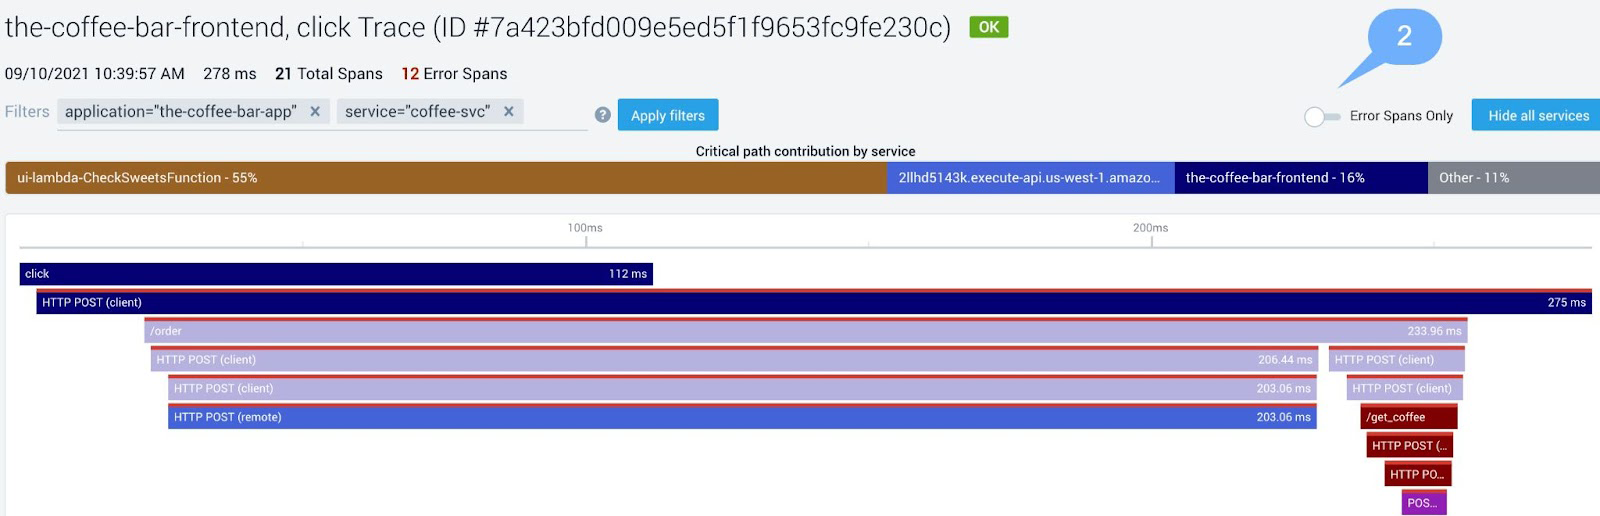 the-coffee-bar-frontend, click Trace (ID #7a423bfd009e5ed5f1f9653fc9fe230c) OK
2
09/10/2021 10:39:57 AM 278 ms 21 Total Spans 12 Error Spans
Filters application="the-coffee-bar-app" × service="coffee-svc" × ? Apply filters Error Spans Only Hide all services
Critical path contribution by service
ui-lambda-CheckSweetsFunction - 55% 2llhd5143k.execute-api.us-west-1.amazo... the-coffee-bar-frontend - 16% Other - 11%
100ms 200ms
click 112 ms
HTTP POST (client) 275 ms
/order 233.96 ms
HTTP POST (client) 206.44 ms HTTP POST (client)
HTTP POST (client) 203.06 ms HTTP POST (client)
HTTP POST (remote) 203.06 ms /get_coffee
HTTP POST (...
HTTP PO...
POS...